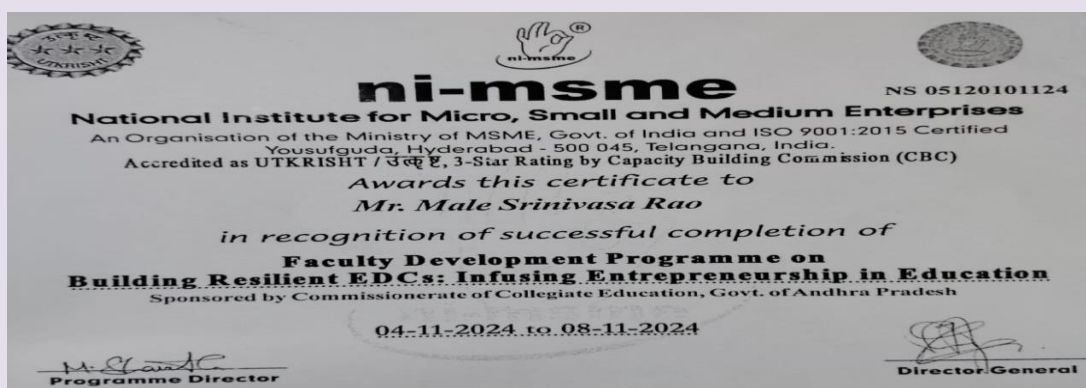 उत्कृष्ट
UTKRISHT
®
ni-msme
ni-msme
NS 05120101124
National Institute for Micro, Small and Medium Enterprises
An Organisation of the Ministry of MSME, Govt. of India and ISO 9001:2015 Certified
Yousufguda, Hyderabad - 500 045, Telangana, India.
Accredited as UTKRISHT / उत्कृष्ट, 3-Star Rating by Capacity Building Commission (CBC)
Awards this certificate to
Mr. Male Srinivasa Rao
in recognition of successful completion of
Faculty Development Programme on
Building Resilient EDCs: Infusing Entrepreneurship in Education
Sponsored by Commissionerate of Collegiate Education, Govt. of Andhra Pradesh
04-11-2024 to 08-11-2024
Programme Director
Director General